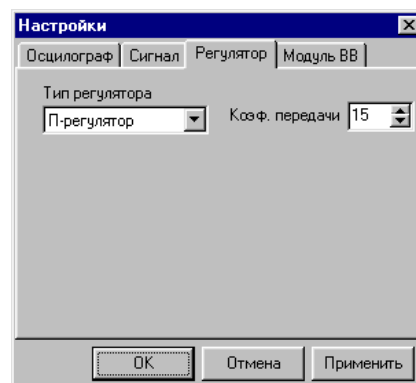 Настройки
Осцилограф Сигнал Регулятор Модуль ВВ
Тип регулятора
П-регулятор Коэф. передачи 15
OK Отмена Применить